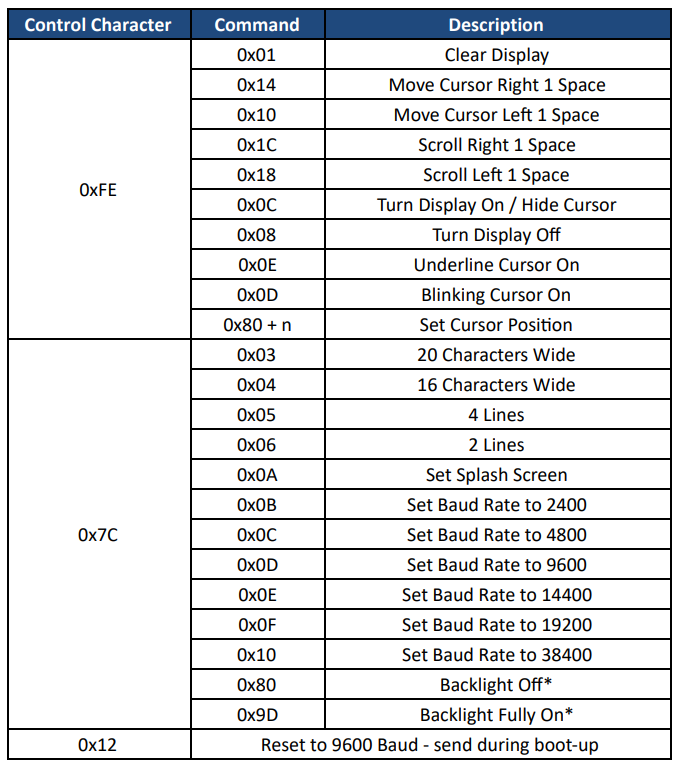 Control Character Command Description
0xFE
0x01 Clear Display
0x14 Move Cursor Right 1 Space
0x10 Move Cursor Left 1 Space
0x1C Scroll Right 1 Space
0x18 Scroll Left 1 Space
0x0C Turn Display On / Hide Cursor
0x08 Turn Display Off
0x0E Underline Cursor On
0x0D Blinking Cursor On
0x80 + n Set Cursor Position
0x7C
0x03 20 Characters Wide
0x04 16 Characters Wide
0x05 4 Lines
0x06 2 Lines
0x0A Set Splash Screen
0x0B Set Baud Rate to 2400
0x0C Set Baud Rate to 4800
0x0D Set Baud Rate to 9600
0x0E Set Baud Rate to 14400
0x0F Set Baud Rate to 19200
0x10 Set Baud Rate to 38400
0x80 Backlight Off*
0x9D Backlight Fully On*
0x12 Reset to 9600 Baud - send during boot-up